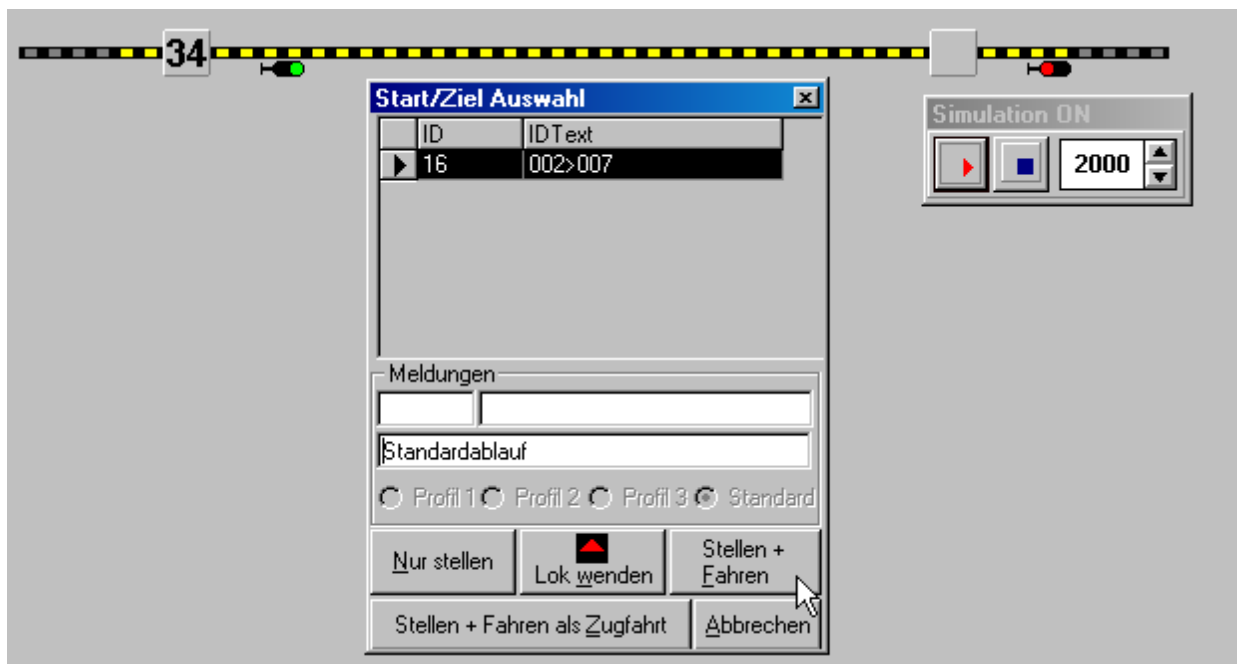 34
Start/Ziel Auswahl
Simulation ON
ID IDText
16 002>007
2000
Meldungen
Standardablauf
Profil 1 Profil 2 Profil 3 Standard
Nur stellen
Lok wenden
Stellen +
Fahren
Stellen + Fahren als Zugfahrt
Abbrechen